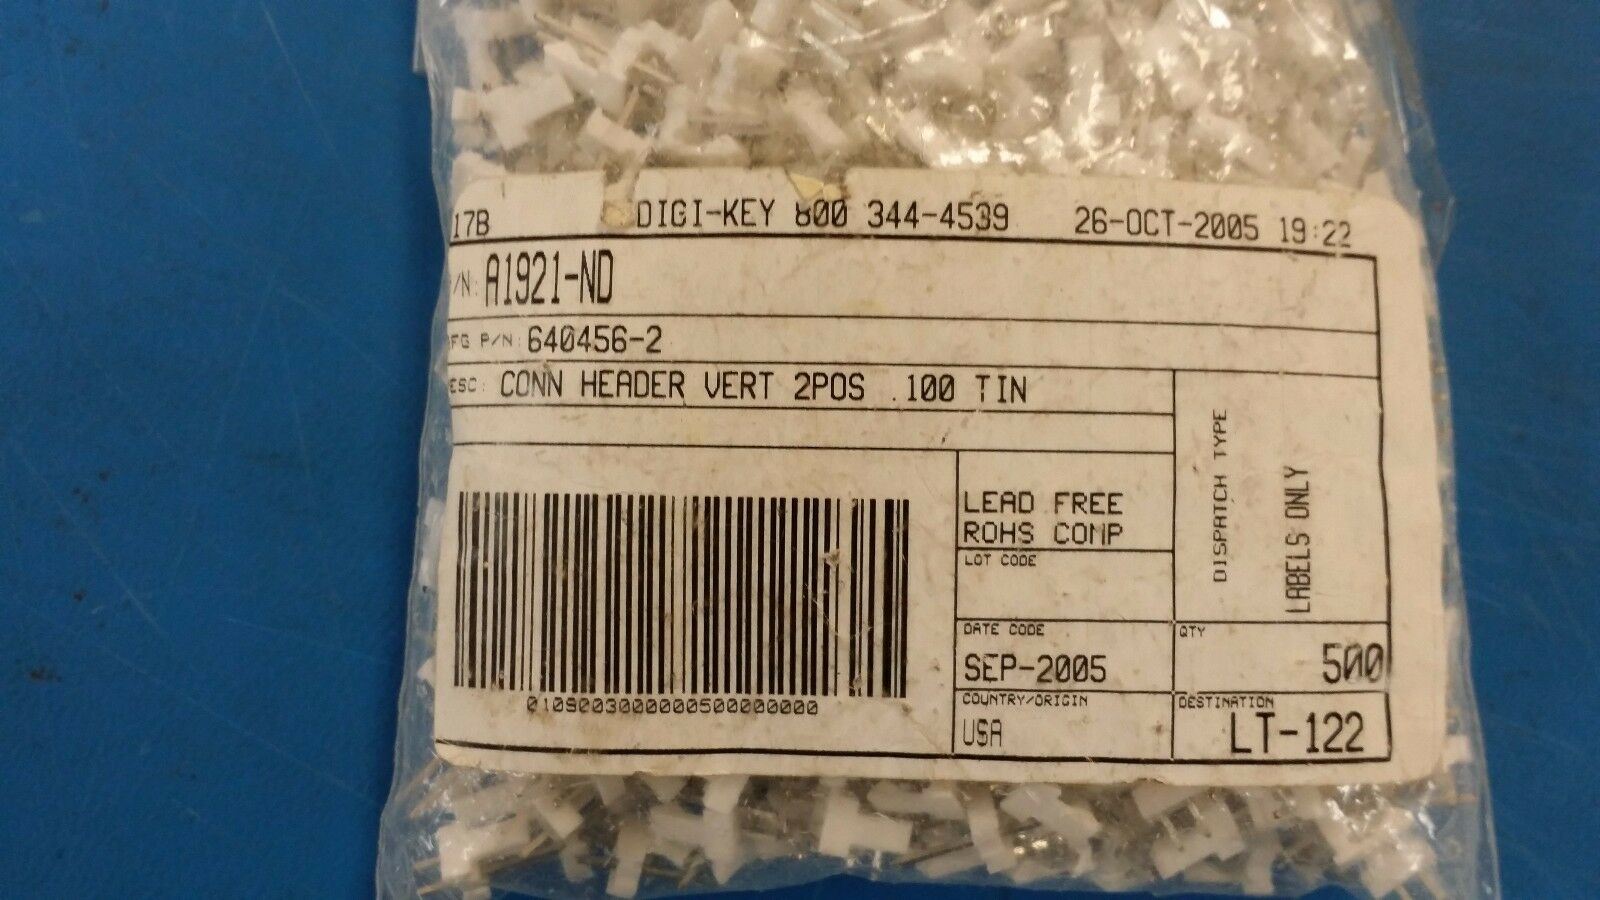 17B DIGI-KEY 800 344-4539 26-OCT-2005 19:22
/N: A1921-ND
FG P/N: 640456-2
ESC: CONN HEADER VERT 2POS .100 TIN
LEAD FREE
ROHS COMP
DISPATCH TYPE
LABELS ONLY
LOT CODE
DATE CODE
SEP-2005
QTY
500
COUNTRY/ORIGIN
USA
DESTINATION
LT-122